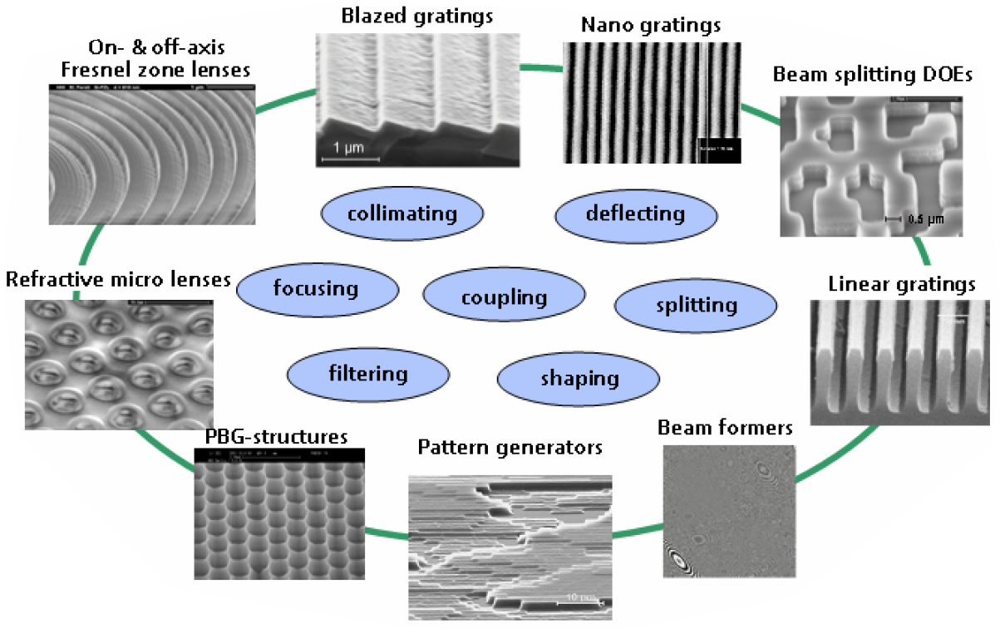 Blazed gratings
Nano gratings
On- & off-axis
Fresnel zone lenses
Beam splitting DOEs
1 µm
0.5 µm
collimating
deflecting
Refractive micro lenses
focusing
coupling
splitting
Linear gratings
filtering
shaping
PBG-structures
Pattern generators
Beam formers
10 µm